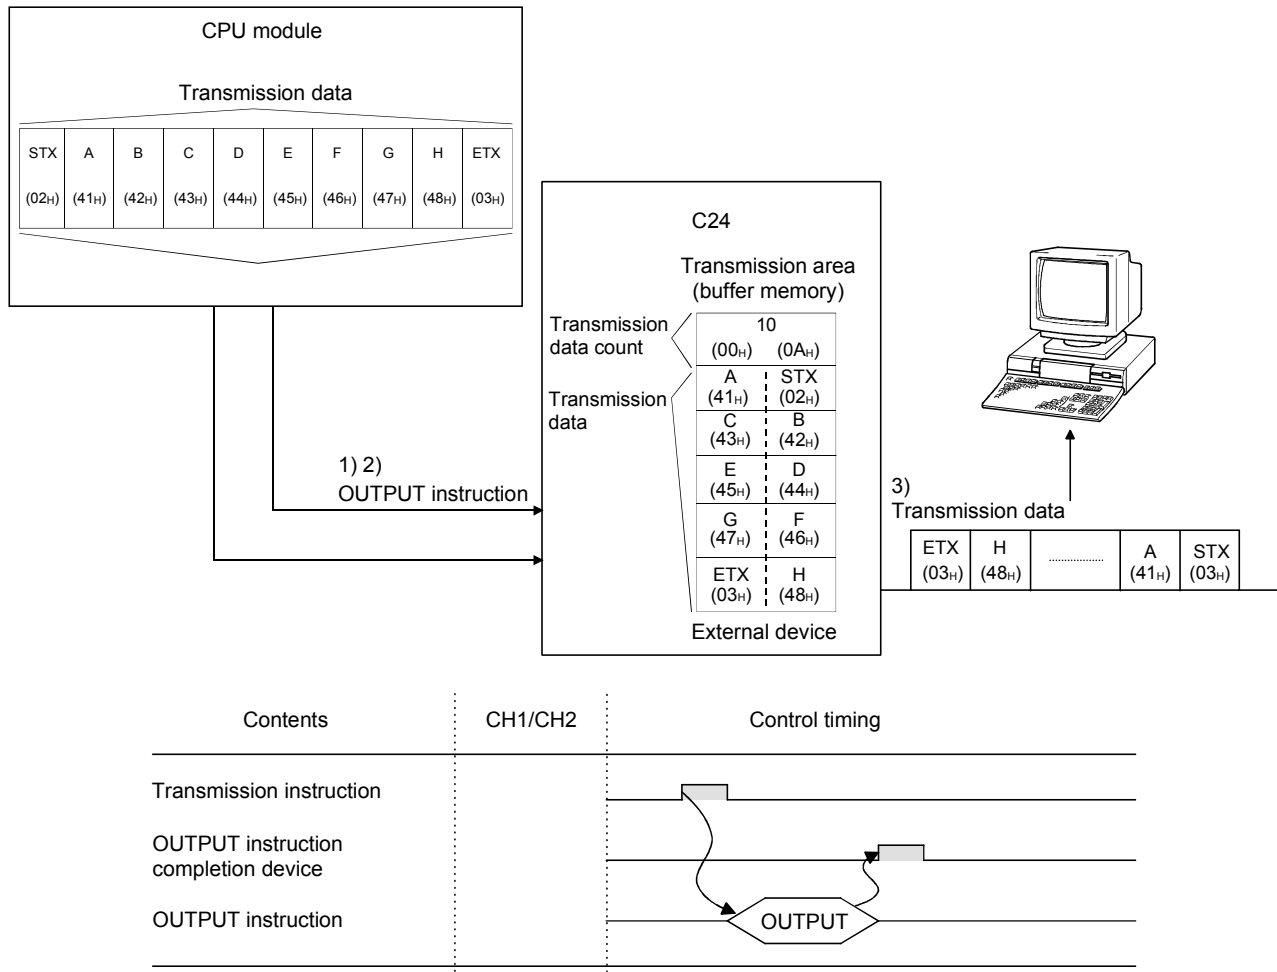 CPU module
Transmission data
STX A B C D E F G H ETX
(02H) (41H) (42H) (43H) (44H) (45H) (46H) (47H) (48H) (03H)
C24
Transmission area
(buffer memory)
Transmission
data count
10
(00H) (0AH)
Transmission
data
A STX
(41H) (02H)
C B
(43H) (42H)
E D
(45H) (44H)
G F
(47H) (46H)
ETX H
(03H) (48H)
External device
1) 2)
OUTPUT instruction
3)
Transmission data
ETX H .................. A STX
(03H) (48H) (41H) (03H)
Contents CH1/CH2 Control timing
Transmission instruction
OUTPUT instruction
completion device
OUTPUT instruction
OUTPUT